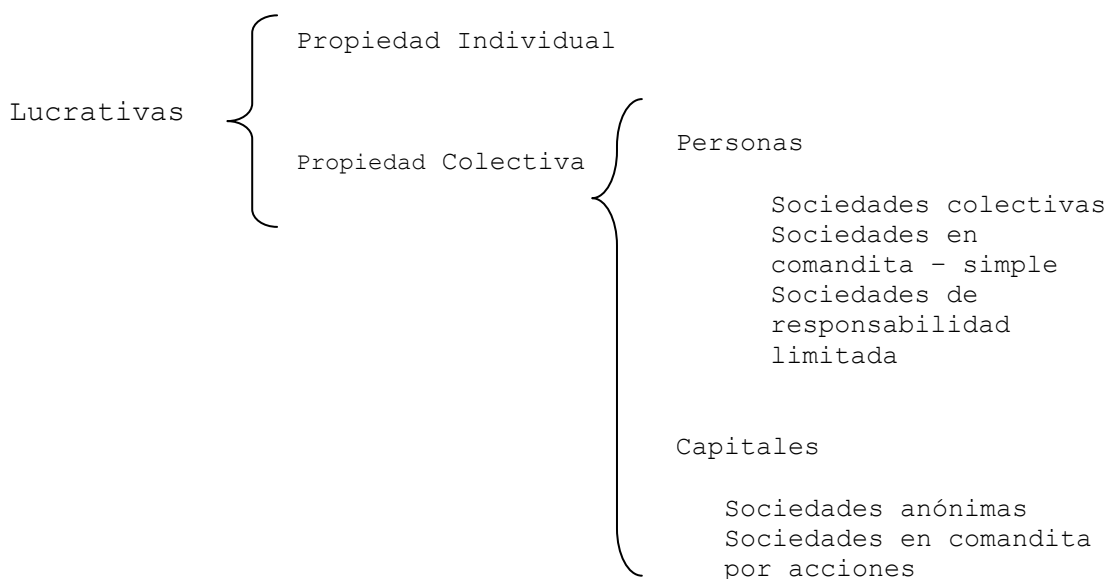 Propiedad Individual
Lucrativas
Propiedad Colectiva
Personas
Sociedades colectivas
Sociedades en
comandita – simple
Sociedades de
responsabilidad
limitada
Capitales
Sociedades anónimas
Sociedades en comandita
por acciones